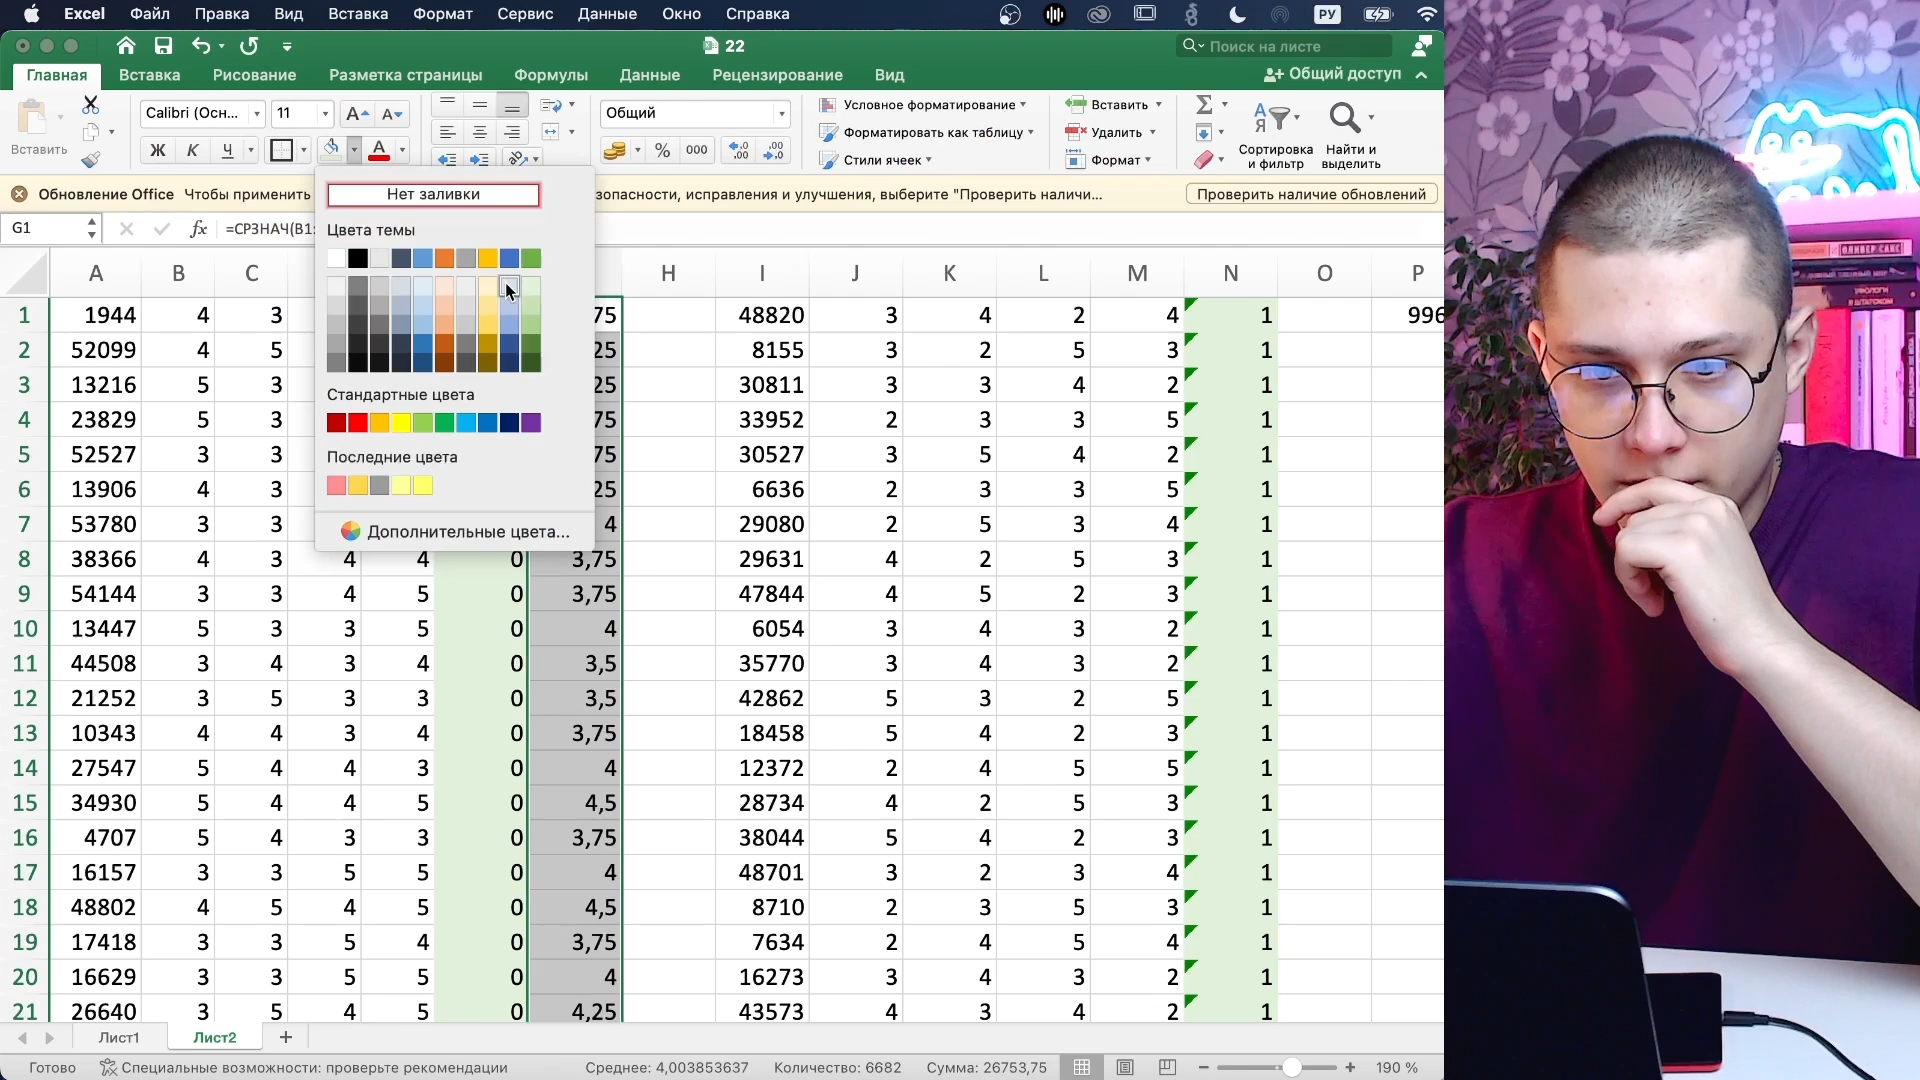 Excel Файл Правка Вид Вставка Формат Сервис Данные Окно Справка РУ
22
Поиск на листе
Главная Вставка Рисование Разметка страницы Формулы Данные Рецензирование Вид Общий доступ
Вставить
Calibri (Осн... 11
Общий
Условное форматирование
Форматировать как таблицу
Стили ячеек
Вставить
Удалить
Формат
Сортировка
и фильтр
Найти и
выделить
Ж К Ч А % 000
Обновление Office Чтобы применить
зопасности, исправления и улучшения, выберите "Проверить наличи... Проверить наличие обновлений
G1 fx =СРЗНАЧ(B1:
Нет заливки
Цвета темы
Стандартные цвета
Последние цвета
Дополнительные цвета...
A B C H I J K L M N O P
1 1944 4 3 75 48820 3 4 2 4 1 996
2 52099 4 5 25 8155 3 2 5 3 1
3 13216 5 3 25 30811 3 3 4 2 1
4 23829 5 3 75 33952 2 3 3 5 1
5 52527 3 3 75 30527 3 5 4 2 1
6 13906 4 3 25 6636 2 3 3 5 1
7 53780 3 3 4 29080 2 5 3 4 1
8 38366 4 3 4 4 0 3,75 29631 4 2 5 3 1
9 54144 3 3 4 5 0 3,75 47844 4 5 2 3 1
10 13447 5 3 3 5 0 4 6054 3 4 3 2 1
11 44508 3 4 3 4 0 3,5 35770 3 4 3 2 1
12 21252 3 5 3 3 0 3,5 42862 5 3 2 5 1
13 10343 4 4 3 4 0 3,75 18458 5 4 2 3 1
14 27547 5 4 4 3 0 4 12372 2 4 5 5 1
15 34930 5 4 4 5 0 4,5 28734 4 2 5 3 1
16 4707 5 4 3 3 0 3,75 38044 5 4 2 3 1
17 16157 3 3 5 5 0 4 48701 3 2 3 4 1
18 48802 4 5 4 5 0 4,5 8710 2 3 5 3 1
19 17418 3 3 5 4 0 3,75 7634 2 4 5 4 1
20 16629 3 3 5 5 0 4 16273 3 4 3 2 1
21 26640 3 5 4 5 0 4,25 43573 4 3 4 2 1
Лист1 Лист2
Готово Специальные возможности: проверьте рекомендации Среднее: 4,003853637 Количество: 6682 Сумма: 26753,75 190 %
ОЛИВЕР САКС